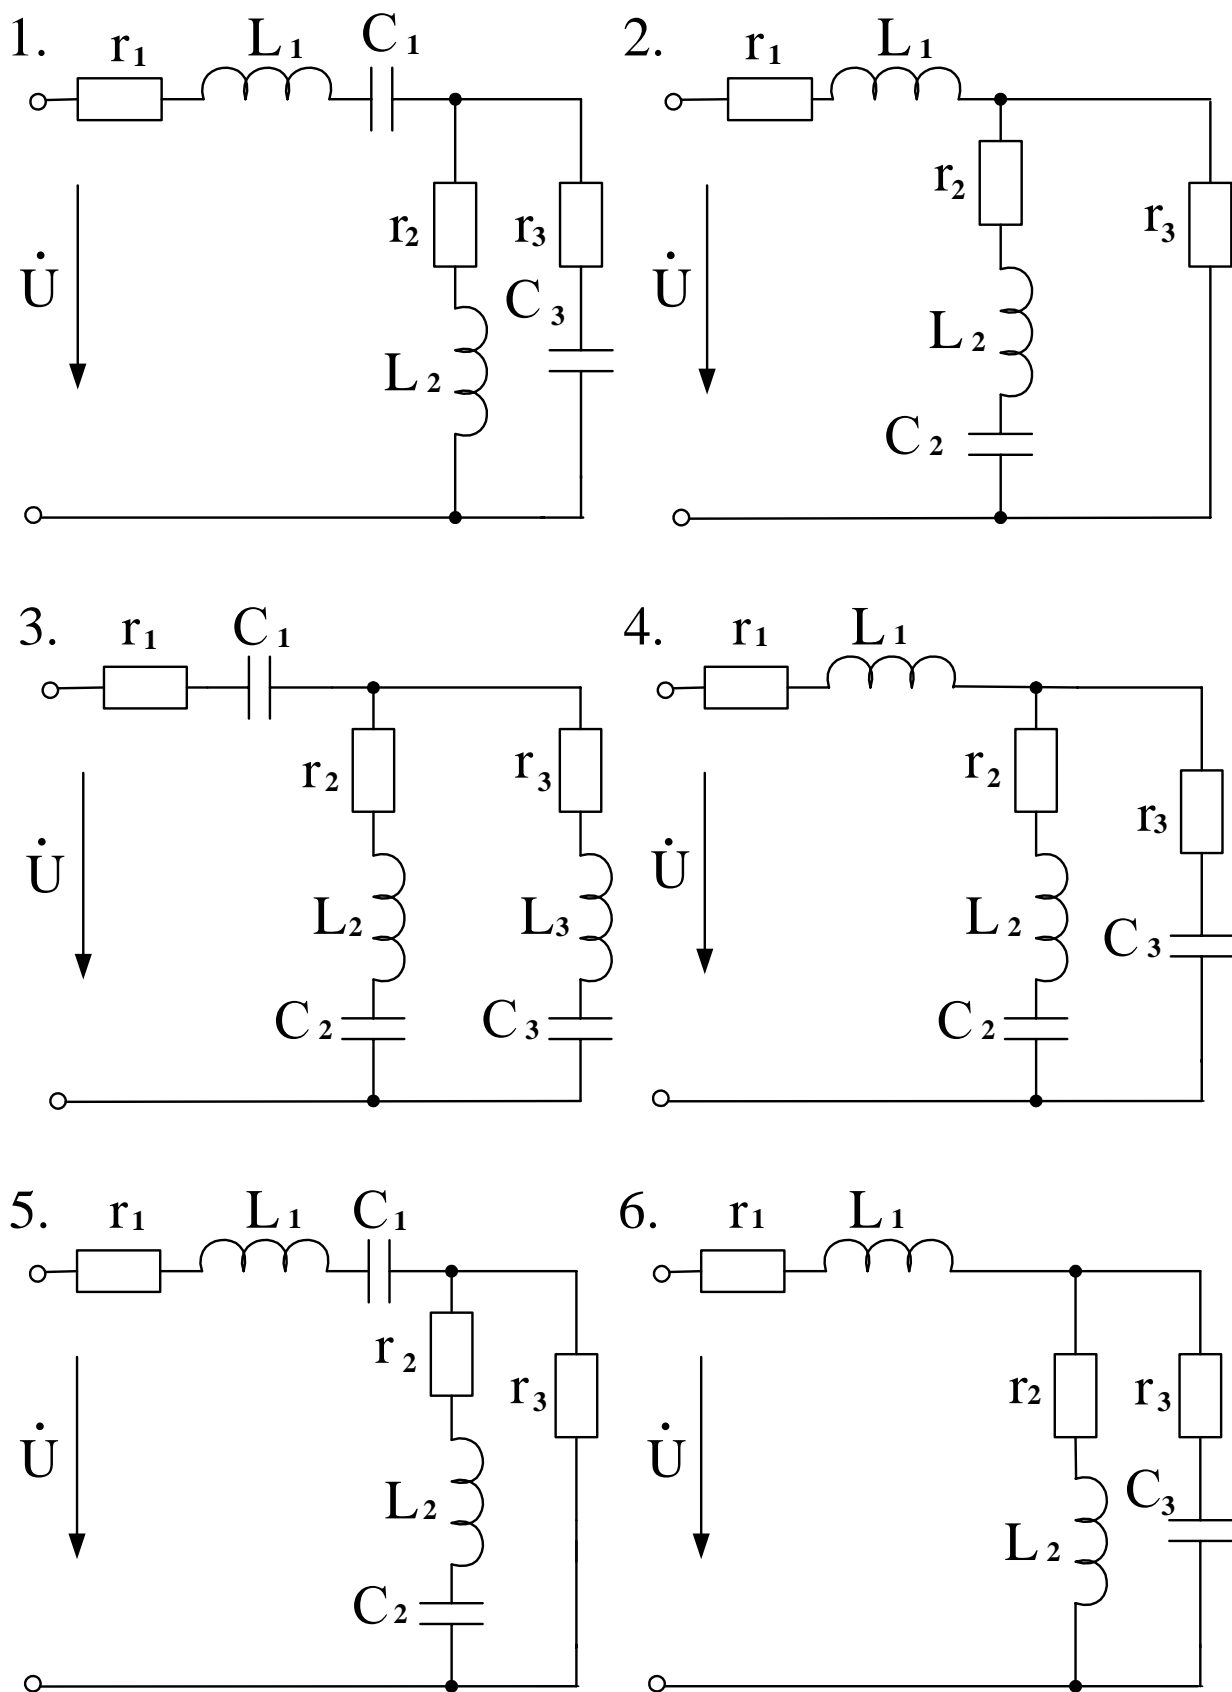 1. r₁ L₁ C₁
r₂ r₃
U̇ C₃
L₂
2. r₁ L₁
r₂ r₃
U̇
L₂
C₂
3. r₁ C₁
r₂ r₃
U̇
L₂ L₃
C₂ C₃
4. r₁ L₁
r₂ r₃
U̇
L₂ C₃
C₂
5. r₁ L₁ C₁
r₂ r₃
U̇
L₂
C₂
6. r₁ L₁
r₂ r₃
U̇ C₃
L₂